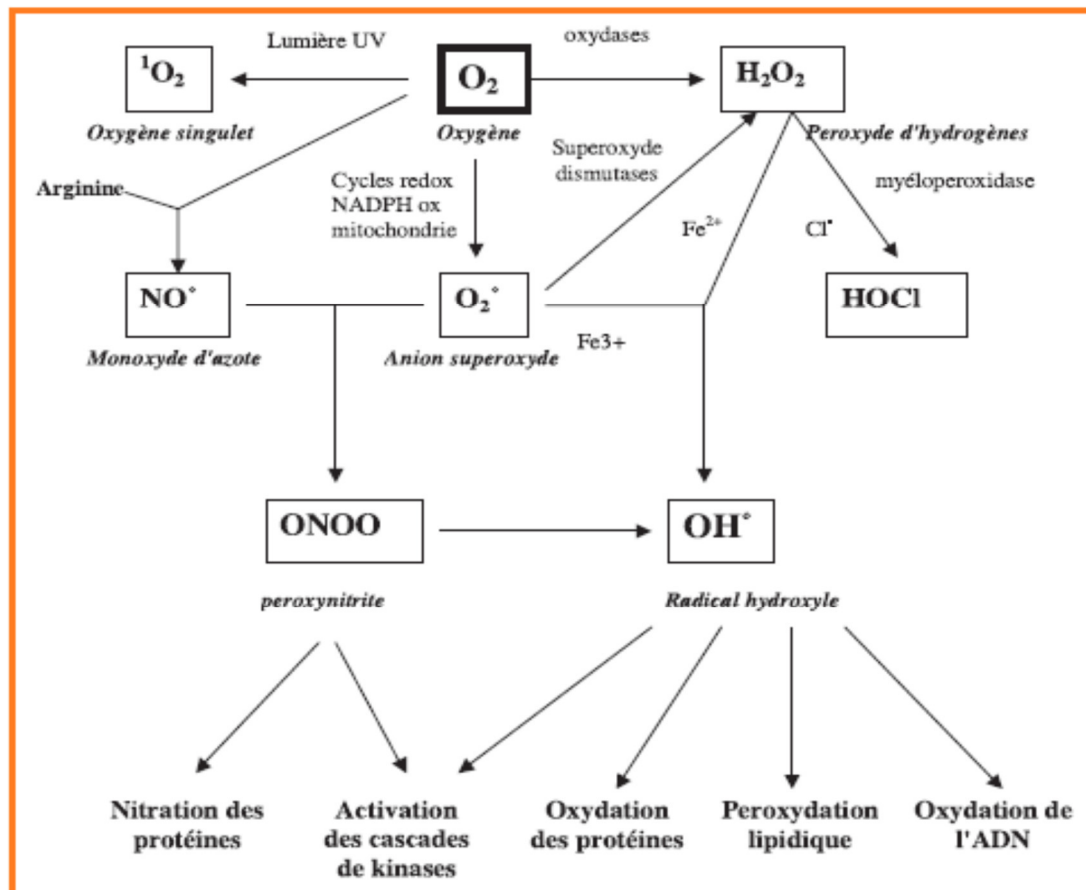 Lumière UV
oxydases
¹O₂
O₂
H₂O₂
Oxygène singulet
Oxygène
Peroxyde d'hydrogènes
Arginine
Cycles redox
NADPH ox
mitochondrie
Superoxyde
dismutases
myéloperoxidase
Fe²⁺
Cl•
NO°
O₂°
HOCl
Monoxyde d'azote
Anion superoxyde
Fe3+
ONOO
OH°
peroxynitrite
Radical hydroxyle
Nitration des
protéines
Activation
des cascades
de kinases
Oxydation
des protéines
Peroxydation
lipidique
Oxydation de
l'ADN